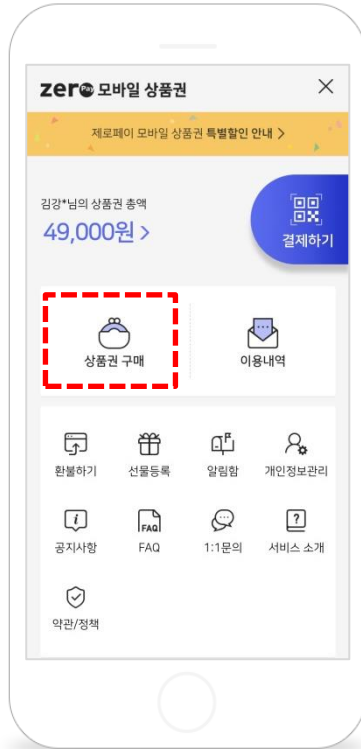 zeropay 모바일 상품권
제로페이 모바일 상품권 특별할인 안내 >
김강*님의 상품권 총액
49,000원 >
결제하기
상품권 구매
이용내역
환불하기
선물등록
알림함
개인정보관리
i
FAQ
?
공지사항
FAQ
1:1문의
서비스 소개
약관/정책